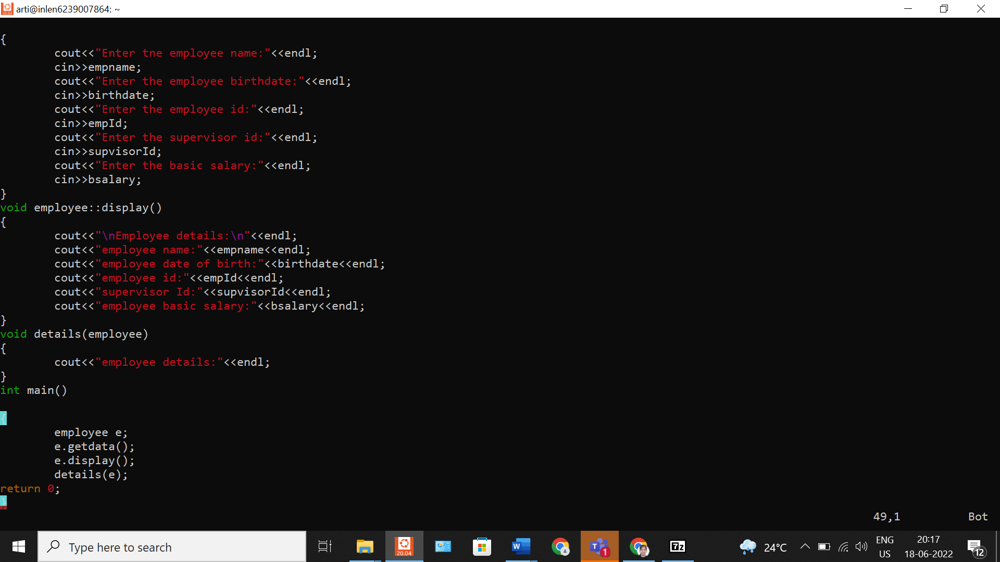 arti@inlen6239007864: ~
{
cout<<"Enter tne employee name:"<<endl;
cin>>empname;
cout<<"Enter the employee birthdate:"<<endl;
cin>>birthdate;
cout<<"Enter the employee id:"<<endl;
cin>>empId;
cout<<"Enter the supervisor id:"<<endl;
cin>>supvisorId;
cout<<"Enter the basic salary:"<<endl;
cin>>bsalary;
}
void employee::display()
{
cout<<"\nEmployee details:\n"<<endl;
cout<<"employee name:"<<empname<<endl;
cout<<"employee date of birth:"<<birthdate<<endl;
cout<<"employee id:"<<empId<<endl;
cout<<"supervisor Id:"<<supvisorId<<endl;
cout<<"employee basic salary:"<<bsalary<<endl;
}
void details(employee)
{
cout<<"employee details:"<<endl;
}
int main()
{
employee e;
e.getdata();
e.display();
details(e);
return 0;
}
49,1 Bot
Type here to search
20.04
W
T 1
7z
24°C
ENG
US
20:17
18-06-2022
12